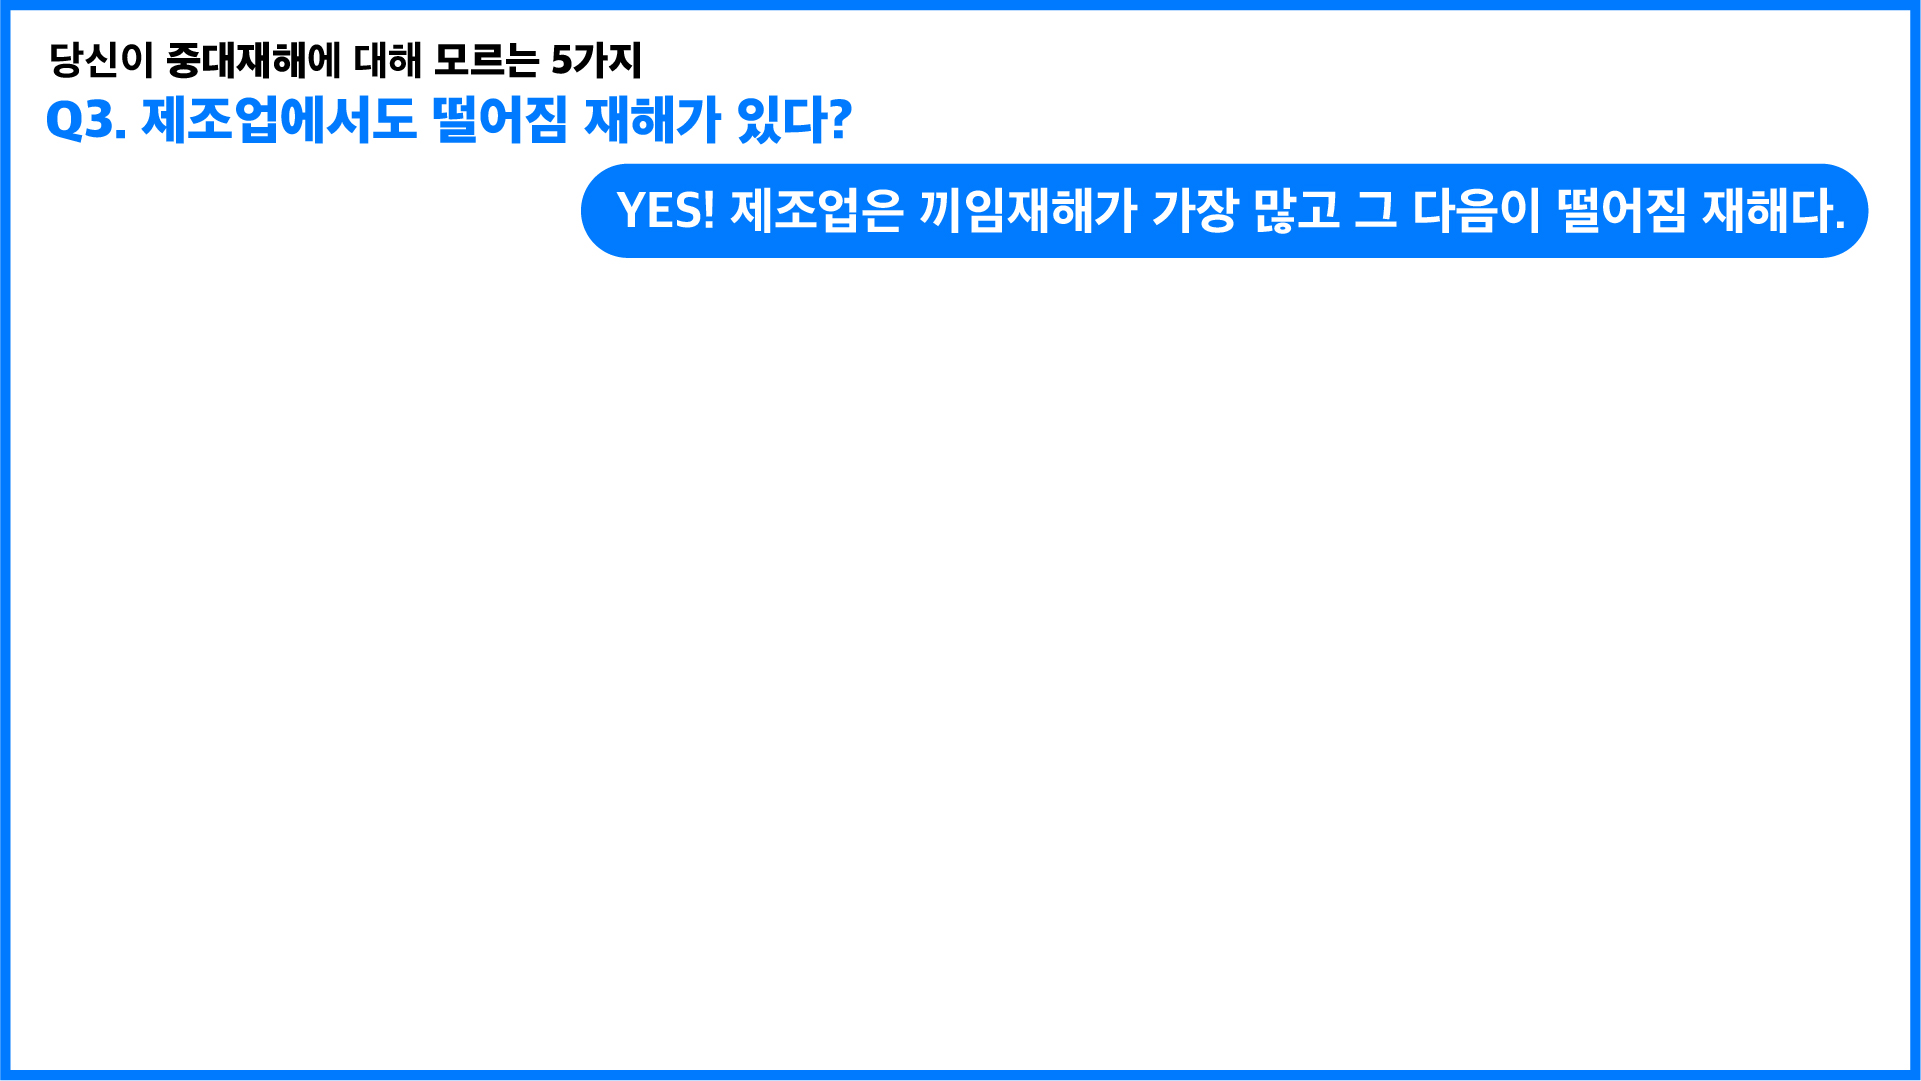 당신이 중대재해에 대해 모르는 5가지
Q3. 제조업에서도 떨어짐 재해가 있다?
YES! 제조업은 끼임재해가 가장 많고 그 다음이 떨어짐 재해다.